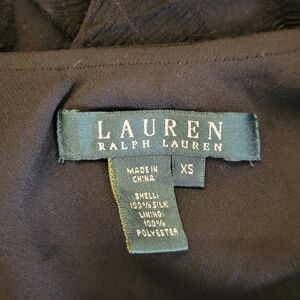 LAUREN
RALPH LAUREN
MADE IN
CHINA
XS
SHELL:
100% SILK
LINING:
100%
POLYESTER